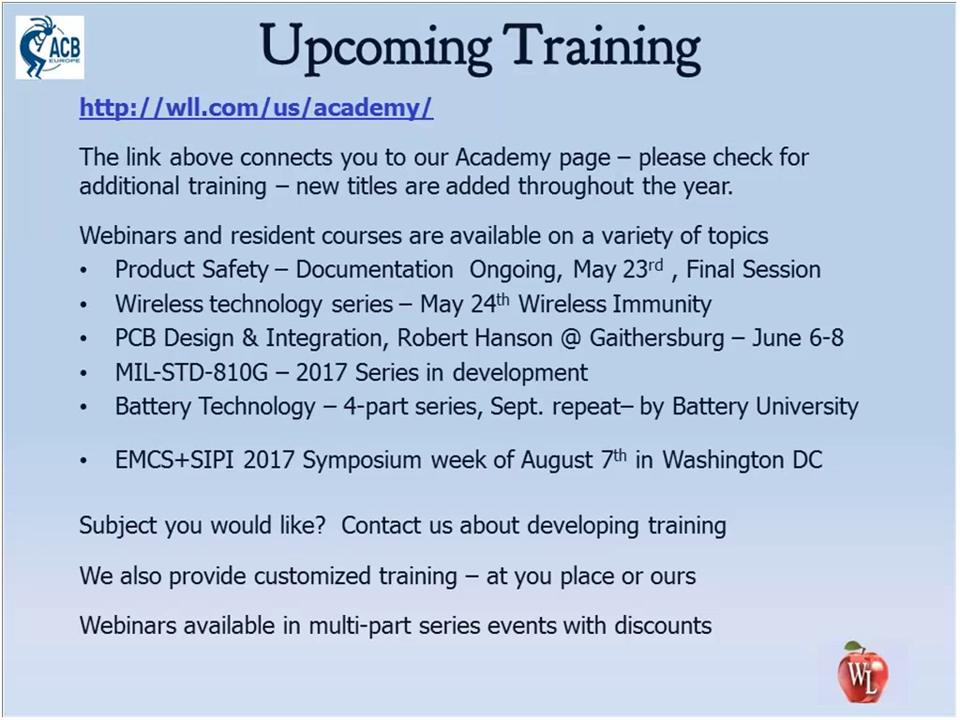 ACB
EUROPE
Upcoming Training
http://wll.com/us/academy/
The link above connects you to our Academy page – please check for
additional training – new titles are added throughout the year.
Webinars and resident courses are available on a variety of topics
• Product Safety – Documentation  Ongoing, May 23rd , Final Session
• Wireless technology series – May 24th Wireless Immunity
• PCB Design & Integration, Robert Hanson @ Gaithersburg – June 6-8
• MIL-STD-810G – 2017 Series in development
• Battery Technology – 4-part series, Sept. repeat– by Battery University
• EMCS+SIPI 2017 Symposium week of August 7th in Washington DC
Subject you would like?  Contact us about developing training
We also provide customized training – at you place or ours
Webinars available in multi-part series events with discounts
WL